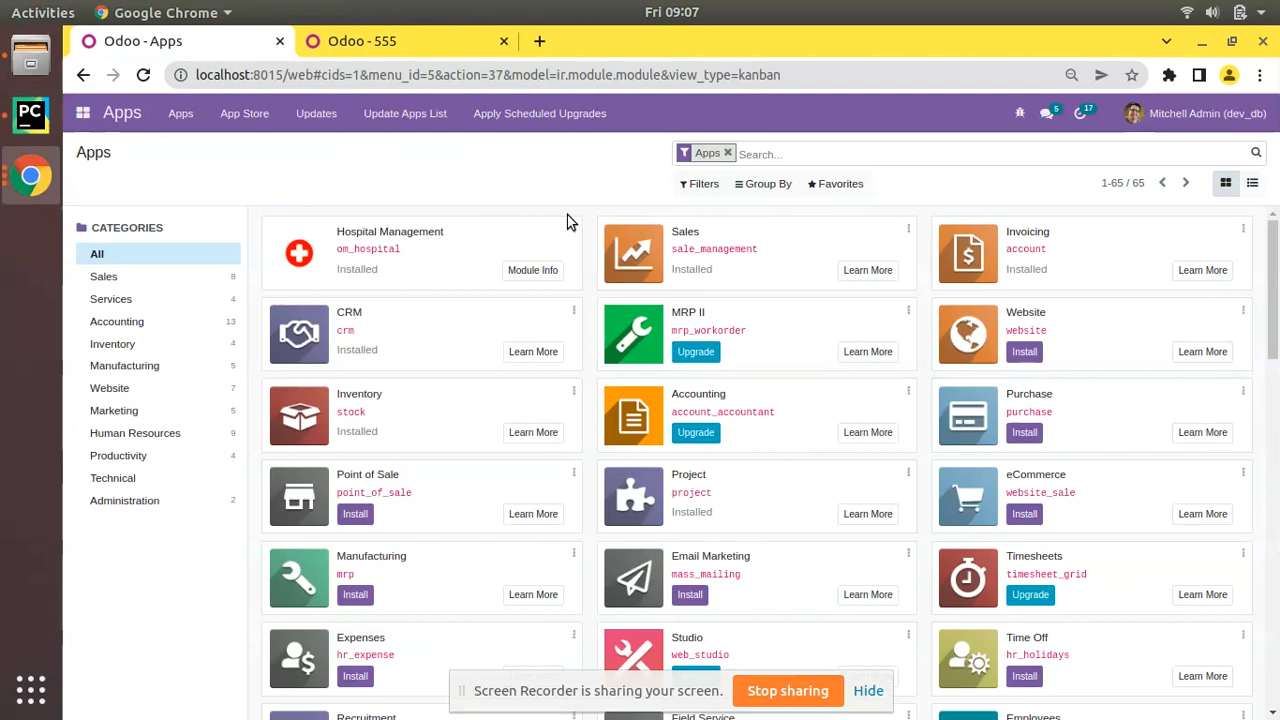 Activities Google Chrome Fri 09:07
Odoo - Apps Odoo - 555
localhost:8015/web#cids=1&menu_id=5&action=37&model=ir.module.module&view_type=kanban
Apps Apps App Store Updates Update Apps List Apply Scheduled Upgrades 5 17 Mitchell Admin (dev_db)
Apps Apps Search...
Filters Group By Favorites 1-65 / 65
CATEGORIES
All
Sales 8
Services 4
Accounting 13
Inventory 4
Manufacturing 5
Website 7
Marketing 5
Human Resources 9
Productivity 4
Technical
Administration 2
Hospital Management
om_hospital
Installed Module Info
Sales
sale_management
Installed Learn More
Invoicing
account
Installed Learn More
CRM
crm
Installed Learn More
MRP II
mrp_workorder
Upgrade Learn More
Website
website
Install Learn More
Inventory
stock
Installed Learn More
Accounting
account_accountant
Upgrade Learn More
Purchase
purchase
Install Learn More
Point of Sale
point_of_sale
Install Learn More
Project
project
Installed Learn More
eCommerce
website_sale
Install Learn More
Manufacturing
mrp
Install Learn More
Email Marketing
mass_mailing
Install Learn More
Timesheets
timesheet_grid
Upgrade Learn More
Expenses
hr_expense
Install
Studio
web_studio
Time Off
hr_holidays
Install Learn More
Recruitment
Field Service
Employees
PC
Screen Recorder is sharing your screen. Stop sharing Hide